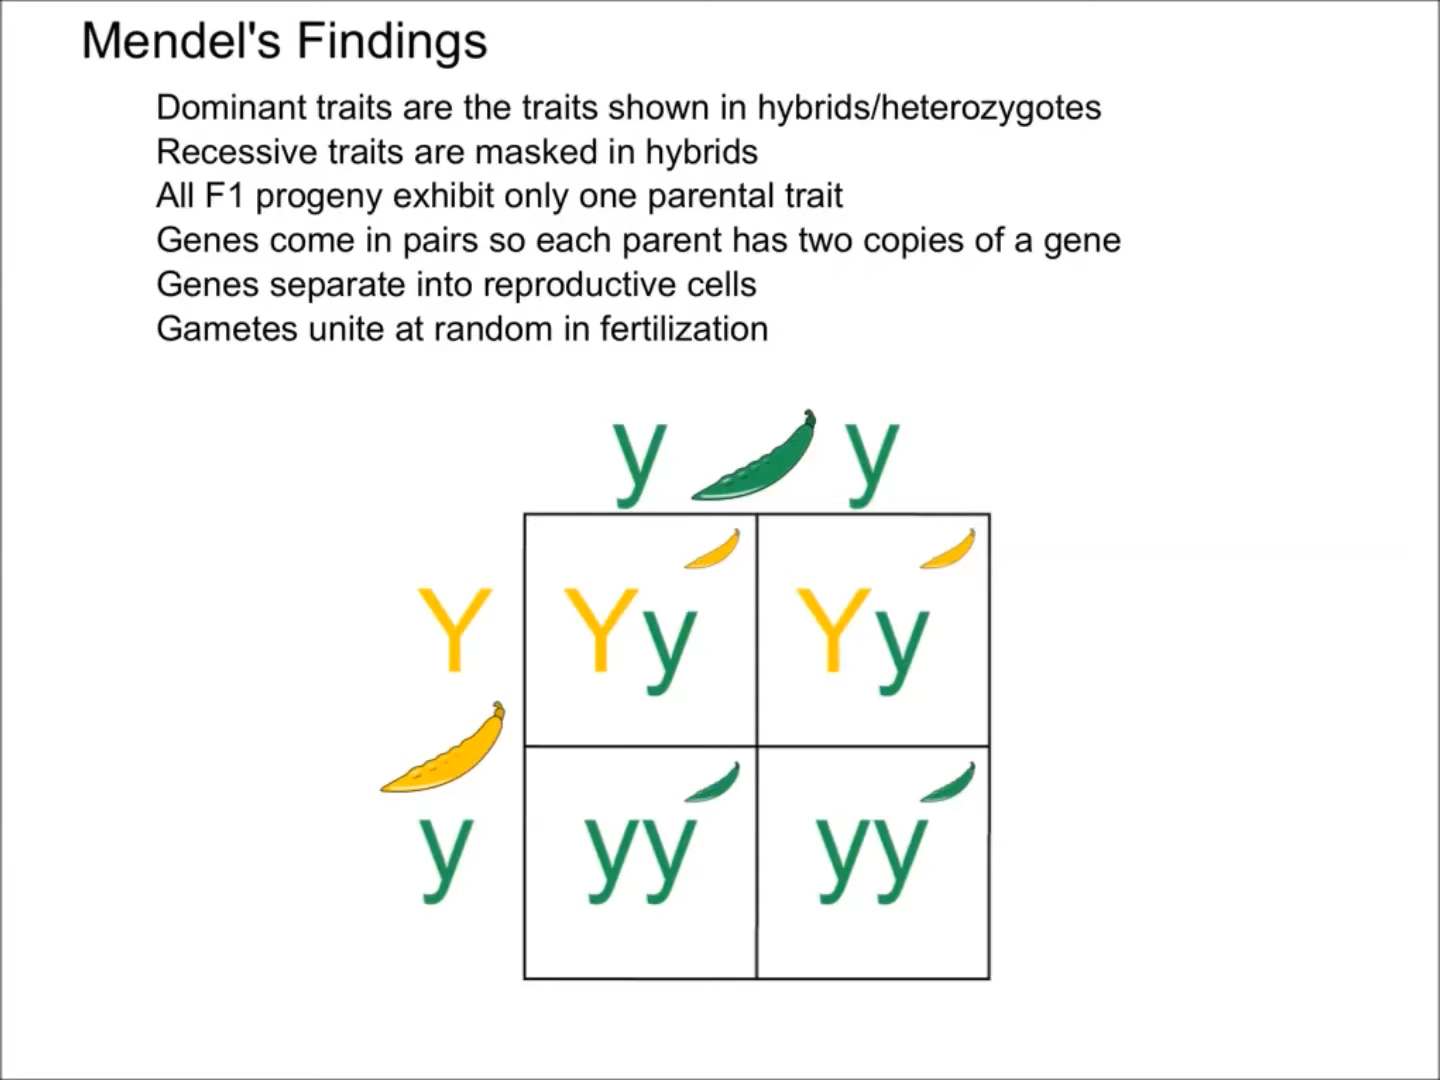 Mendel's Findings
Dominant traits are the traits shown in hybrids/heterozygotes
Recessive traits are masked in hybrids
All F1 progeny exhibit only one parental trait
Genes come in pairs so each parent has two copies of a gene
Genes separate into reproductive cells
Gametes unite at random in fertilization
y y
Y Yy Yy
y yy yy